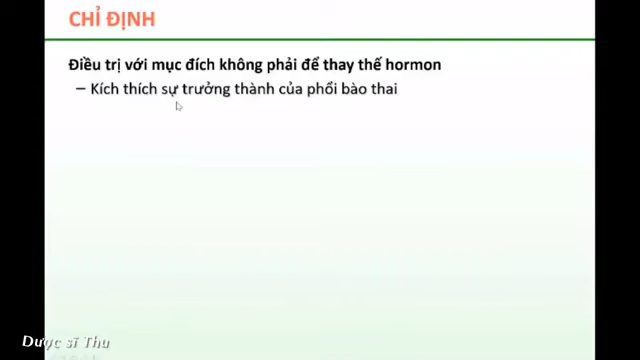 CHỈ ĐỊNH
Điều trị với mục đích không phải để thay thế hormon
– Kích thích sự trưởng thành của phổi bào thai
Dược sĩ Thu